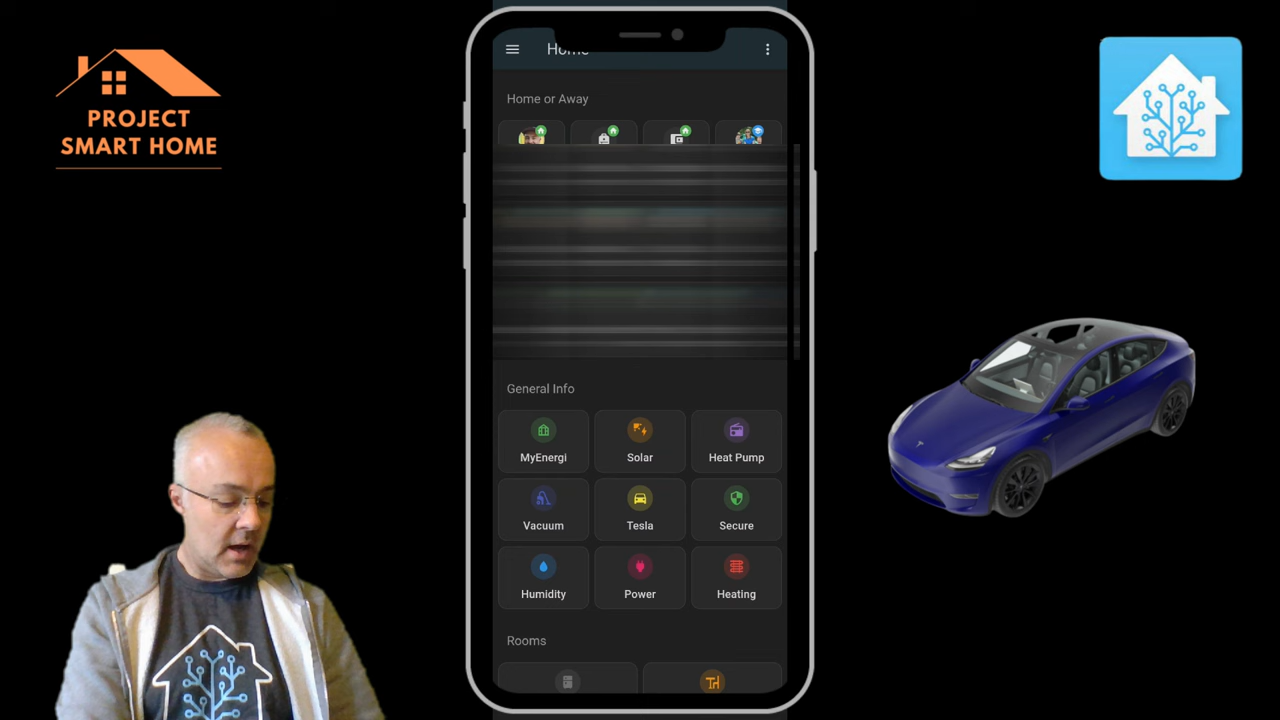 PROJECT
SMART HOME
Home
Home or Away
General Info
MyEnergi
Solar
Heat Pump
Vacuum
Tesla
Secure
Humidity
Power
Heating
Rooms